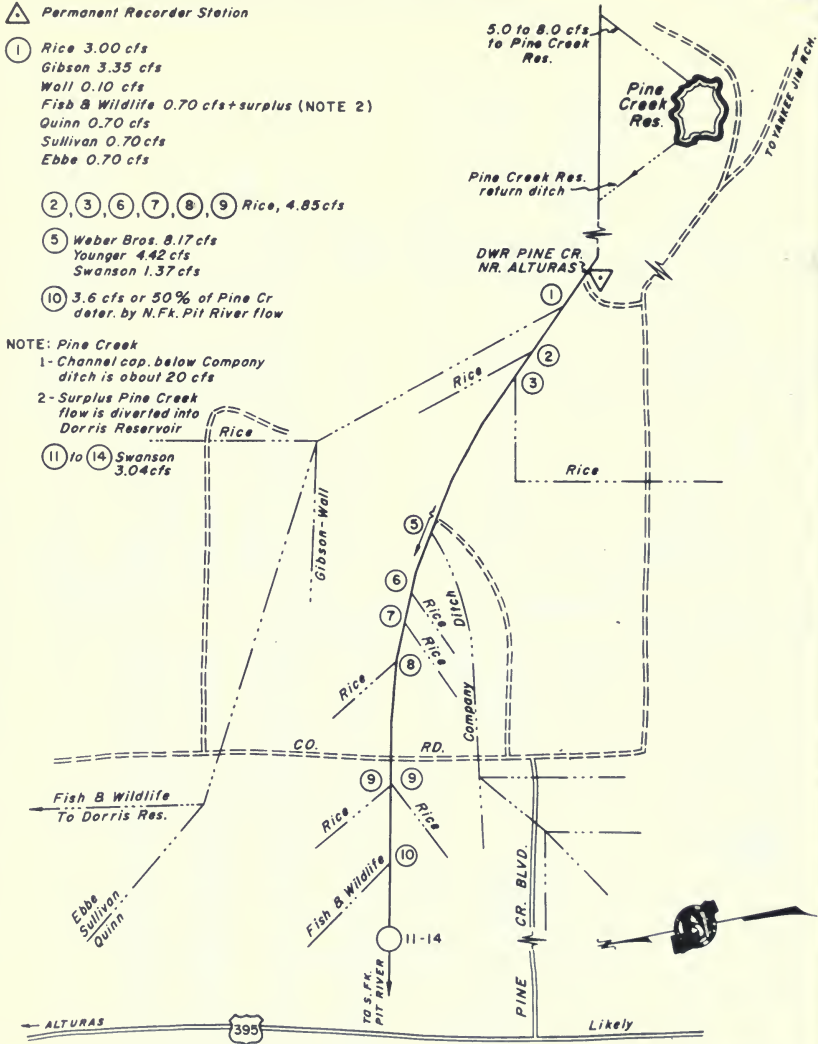 Permanent Recorder Station
1 Rice 3.00 cfs
Gibson 3.35 cfs
Wall 0.10 cfs
Fish & Wildlife 0.70 cfs + surplus (NOTE 2)
Quinn 0.70 cfs
Sullivan 0.70 cfs
Ebbe 0.70 cfs
2, 3, 6, 7, 8, 9 Rice, 4.85 cfs
5 Weber Bros. 8.17 cfs
Younger 4.42 cfs
Swanson 1.37 cfs
10 3.6 cfs or 50% of Pine Cr
deter. by N.Fk. Pit River flow
NOTE: Pine Creek
1- Channel cap. below Company
ditch is about 20 cfs
2- Surplus Pine Creek
flow is diverted into
Dorris Reservoir
11 to 14 Swanson
3.04 cfs
5.0 to 8.0 cfs
to Pine Creek
Res.
Pine
Creek
Res.
TO YANKEE JIM RCH.
Pine Creek Res.
return ditch
DWR PINE CR.
NR. ALTURAS
1
2
Rice
3
Rice
Rice
Gibson-Wall
5
6
Rice
7
Rice
Ditch
8
Rice
Company
CO. RD.
9 9
Rice
Rice
Fish & Wildlife
To Dorris Res.
10
Fish & Wildlife
Ebbe
Sullivan
Quinn
11-14
TO S. FK.
PIT RIVER
PINE CR. BLVD.
ALTURAS
395
Likely